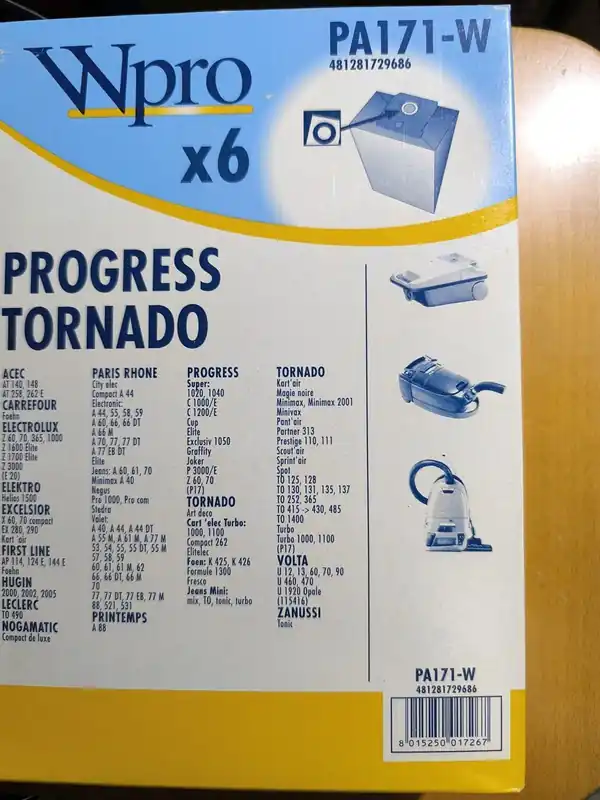 Wpro
x6
PA171-W
481281729686
PROGRESS
TORNADO
ACEC
AT 140, 148
AT 258, 262 E
CARREFOUR
Foehn
ELECTROLUX
Z 60, 70, 365, 1000
Z 1600 Elite
Z 1700 Elite
Z 3000
(E 20)
ELEKTRO
Helios 1500
EXCELSIOR
X 60, 70 compact
EX 280, 290
Kart 'air
FIRST LINE
AP 114, 124 E, 144 E
Foehn
HUGIN
2000, 2002, 2005
LECLERC
TO 490
NOGAMATIC
Compact de luxe
PARIS RHONE
City elec
Compact A 44
Electronic:
A 44, 55, 58, 59
A 60, 66, 66 DT
A 66 M
A 70, 77, 77 DT
A 77 EB DT
Elite
Jeans: A 60, 61, 70
Minimax A 40
Negus
Pro 1000, Pro com
Stedra
Valet:
A 40, A 44, A 44 DT
A 55 M, A 61 M, A 77 M
53, 54, 55, 55 DT, 55 M
57, 58, 59
60, 61, 61 M, 62
66, 66 DT, 66 M
70
77, 77 DT, 77 EB, 77 M
88, 521, 531
PRINTEMPS
A 88
PROGRESS
Super:
1020, 1040
C 1000/E
C 1200/E
Cup
Elite
Exclusiv 1050
Graffity
Joker
P 3000/E
Z 60, 70
(P17)
TORNADO
Art deco
Cart 'elec Turbo:
1000, 1100
Compact 262
Elitelec
Foen: K 425, K 426
Formule 1300
Fresco
Jeans Mini:
mix, TO, tonic, turbo
TORNADO
Kart'air
Magie noire
Minimax, Minimax 2001
Minivax
Pant'air
Partner 313
Prestige 110, 111
Scout'air
Sprint'air
Spot
TO 125, 128
TO 130, 131, 135, 137
TO 252, 365
TO 415 -> 430, 485
TO 1400
Turbo
Turbo 1000, 1100
(P17)
VOLTA
U 12, 13, 60, 70, 90
U 460, 470
U 1920 Opale
(115416)
ZANUSSI
Tonic
PA171-W
481281729686
8 015250 017267